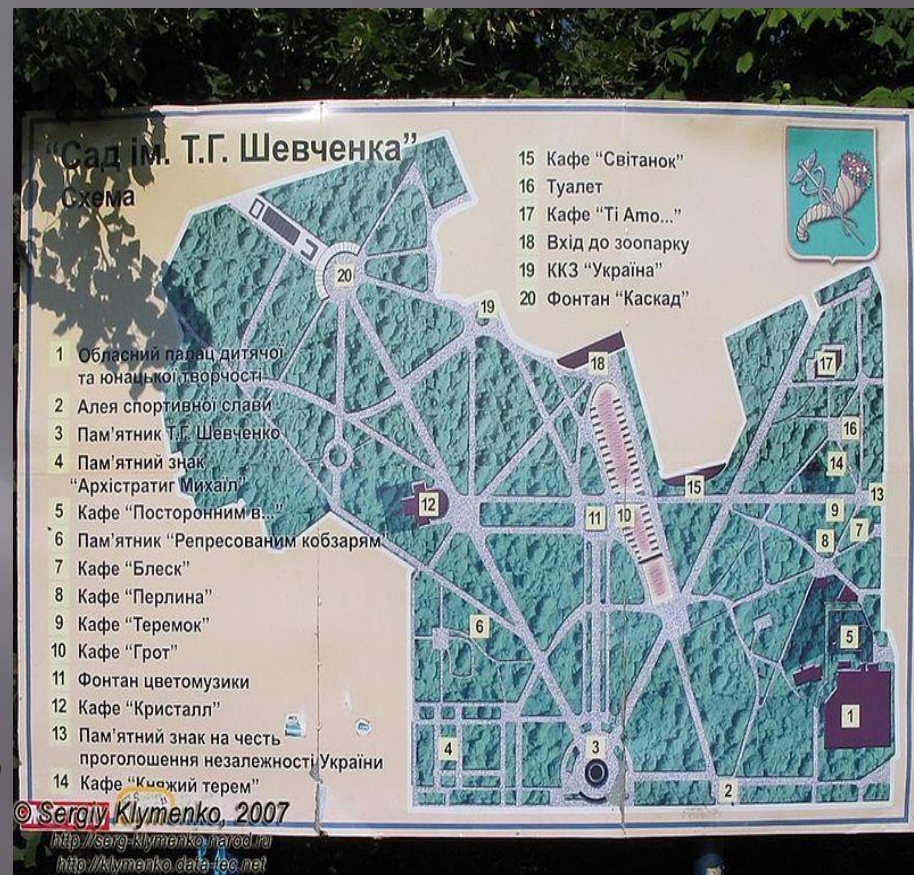 "Сад ім. Т.Г. Шевченка"
Схема
1 Обласний палац дитячої
та юнацької творчості
2 Алея спортивної слави
3 Пам'ятник Т.Г. Шевченко
4 Пам'ятний знак
"Архістратиг Михаїл"
5 Кафе "Посторонним в..."
6 Пам'ятник "Репресованим кобзарям"
7 Кафе "Блеск"
8 Кафе "Перлина"
9 Кафе "Теремок"
10 Кафе "Грот"
11 Фонтан цветомузики
12 Кафе "Кристалл"
13 Пам'ятний знак на честь
проголошення незалежності України
14 Кафе "Княжий терем"
15 Кафе "Світанок"
16 Туалет
17 Кафе "Ti Amo..."
18 Вхід до зоопарку
19 ККЗ "Україна"
20 Фонтан "Каскад"
20
19
18
17
16
14
15
13
12
11
10
9
7
8
6
5
1
4
3
2
© Sergiy Klymenko, 2007
http://serg-klymenko.narod.ru
http://klymenko.data-tec.net